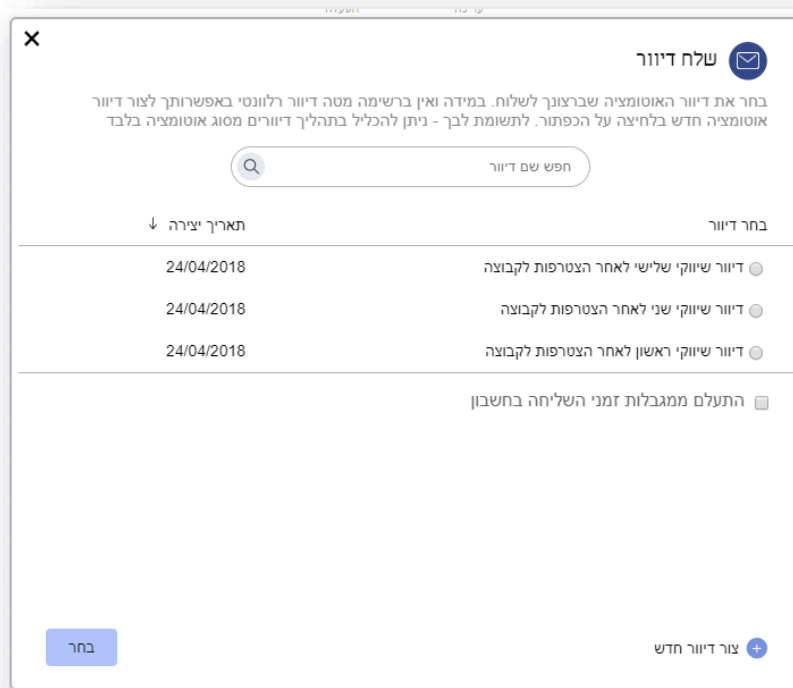 שלח דיוור
בחר את דיוור האוטומציה שברצונך לשלוח. במידה ואין ברשימה מטה דיוור רלוונטי באפשרותך לצור דיוור
אוטומציה חדש בלחיצה על הכפתור. לתשומת לבך - ניתן להכליל בתהליך דיוורים מסוג אוטומציה בלבד
חפש שם דיוור
בחר דיוור תאריך יצירה ↓
דיוור שיווקי שלישי לאחר הצטרפות לקבוצה 24/04/2018
דיוור שיווקי שני לאחר הצטרפות לקבוצה 24/04/2018
דיוור שיווקי ראשון לאחר הצטרפות לקבוצה 24/04/2018
התעלם ממגבלות זמני השליחה בחשבון
צור דיוור חדש בחר